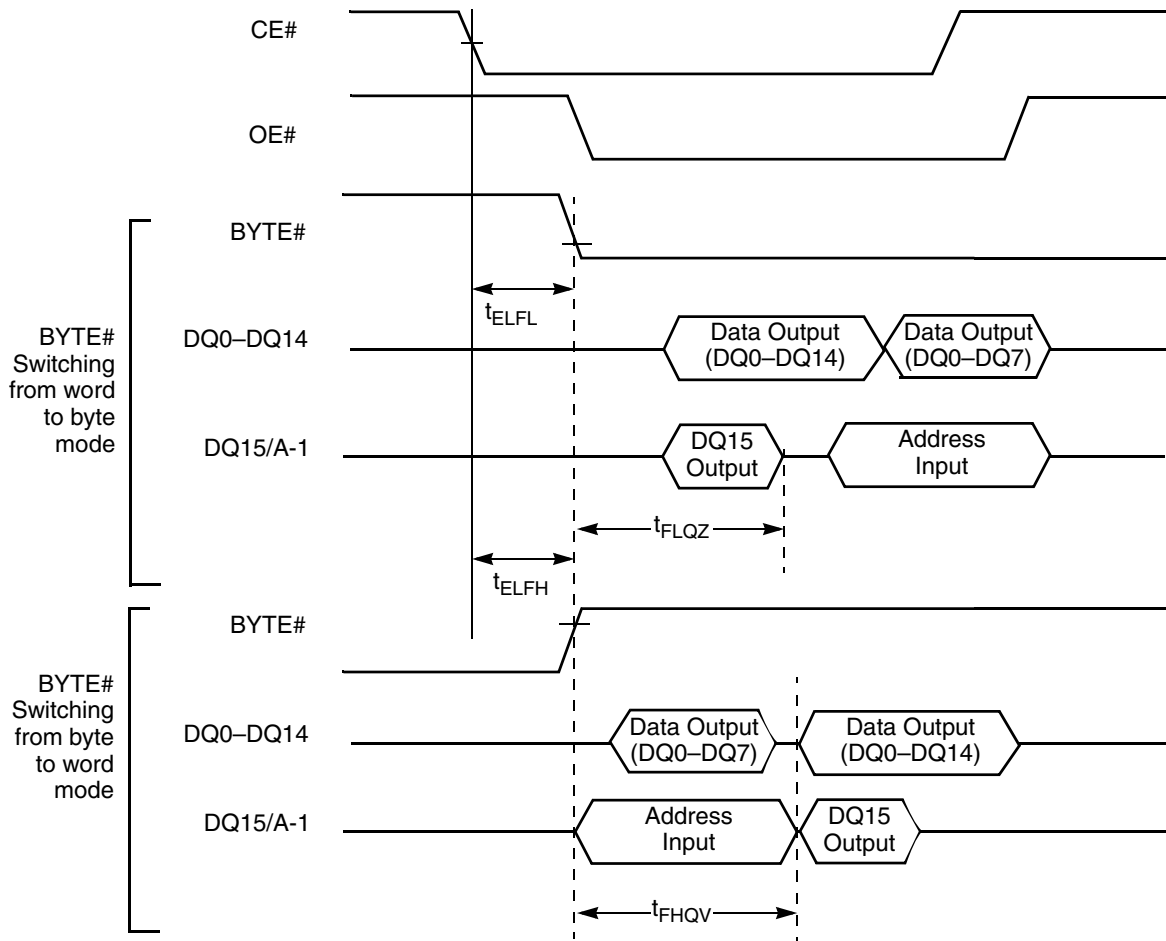 CE#
OE#
BYTE#
tELFL
BYTE#
Switching
from word
to byte
mode
DQ0–DQ14
Data Output
(DQ0–DQ14)
Data Output
(DQ0–DQ7)
DQ15/A-1
DQ15
Output
Address
Input
tFLQZ
tELFH
BYTE#
BYTE#
Switching
from byte
to word
mode
DQ0–DQ14
Data Output
(DQ0–DQ7)
Data Output
(DQ0–DQ14)
DQ15/A-1
Address
Input
DQ15
Output
tFHQV